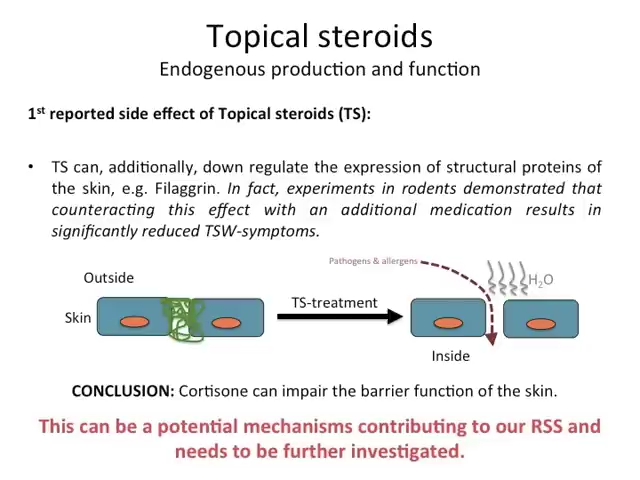 Topical steroids
Endogenous production and function
1st reported side effect of Topical steroids (TS):
• TS can, additionally, down regulate the expression of structural proteins of
the skin, e.g. Filaggrin. In fact, experiments in rodents demonstrated that
counteracting this effect with an additional medication results in
significantly reduced TSW-symptoms.
Pathogens & allergens
Outside
H2O
TS-treatment
Skin
Inside
CONCLUSION: Cortisone can impair the barrier function of the skin.
This can be a potential mechanisms contributing to our RSS and
needs to be further investigated.